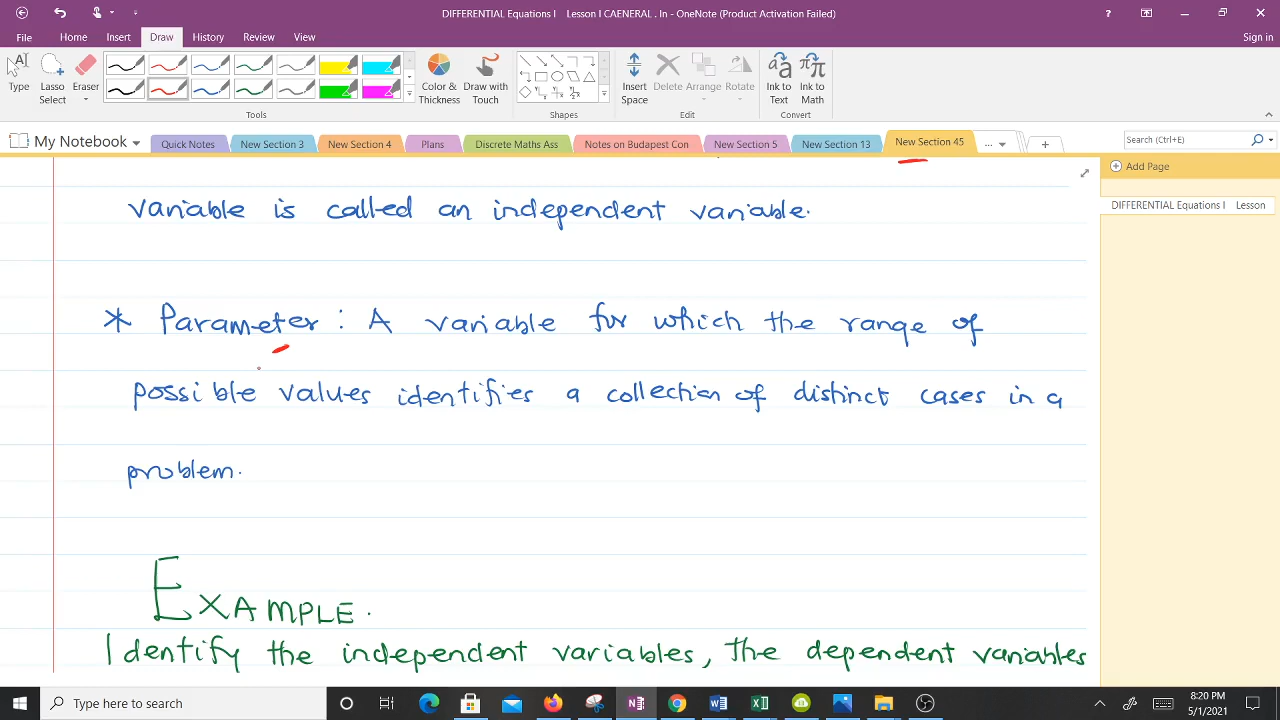 DIFFERENTIAL Equations I Lesson I CAENERAL . In - OneNote (Product Activation Failed)
File Home Insert Draw History Review View Sign in
Type Lasso Select Eraser Color & Thickness Draw with Touch Insert Space Delete Arrange Rotate Ink to Text Ink to Math
Tools Shapes Edit Convert
My Notebook Quick Notes New Section 3 New Section 4 Plans Discrete Maths Ass Notes on Budapest Con New Section 5 New Section 13 New Section 45 ... Search (Ctrl+E)
Add Page
DIFFERENTIAL Equations I Lesson
variable is called an independent variable.
* Parameter : A variable for which the range of
possible values identifies a collection of distinct cases in a
problem.
EXAMPLE.
Identify the independent variables, the dependent variables
Type here to search
8:20 PM
5/1/2021